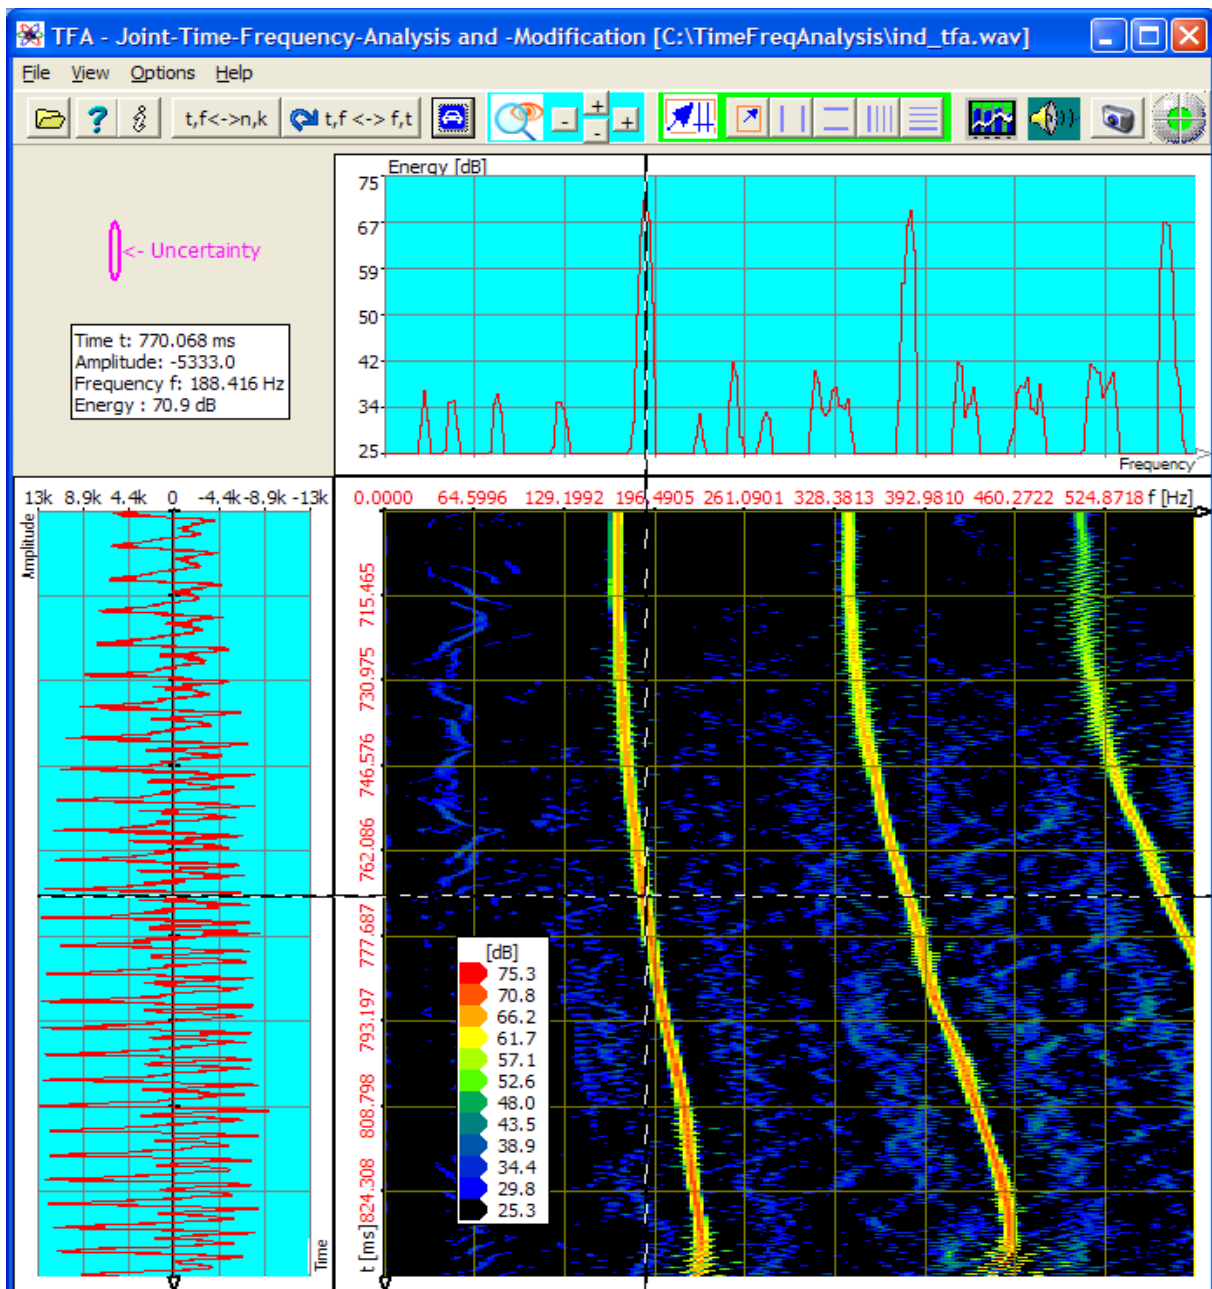 TFA - Joint-Time-Frequency-Analysis and -Modification [C:\TimeFreqAnalysis\ind_tfa.wav]
File View Options Help
t,f<->n,k t,f <-> f,t
- + - +
Energy [dB]
75
67
59
50
42
34
25
Frequency
<- Uncertainty
Time t: 770.068 ms
Amplitude: -5333.0
Frequency f: 188.416 Hz
Energy : 70.9 dB
13k 8.9k 4.4k 0 -4.4k -8.9k -13k
Amplitude
Time
0.0000 64.5996 129.1992 196.4905 261.0901 328.3813 392.9810 460.2722 524.8718 f [Hz]
715.465
730.975
746.576
762.086
777.687
793.197
808.798
824.308
t [ms]
[dB]
75.3
70.8
66.2
61.7
57.1
52.6
48.0
43.5
38.9
34.4
29.8
25.3